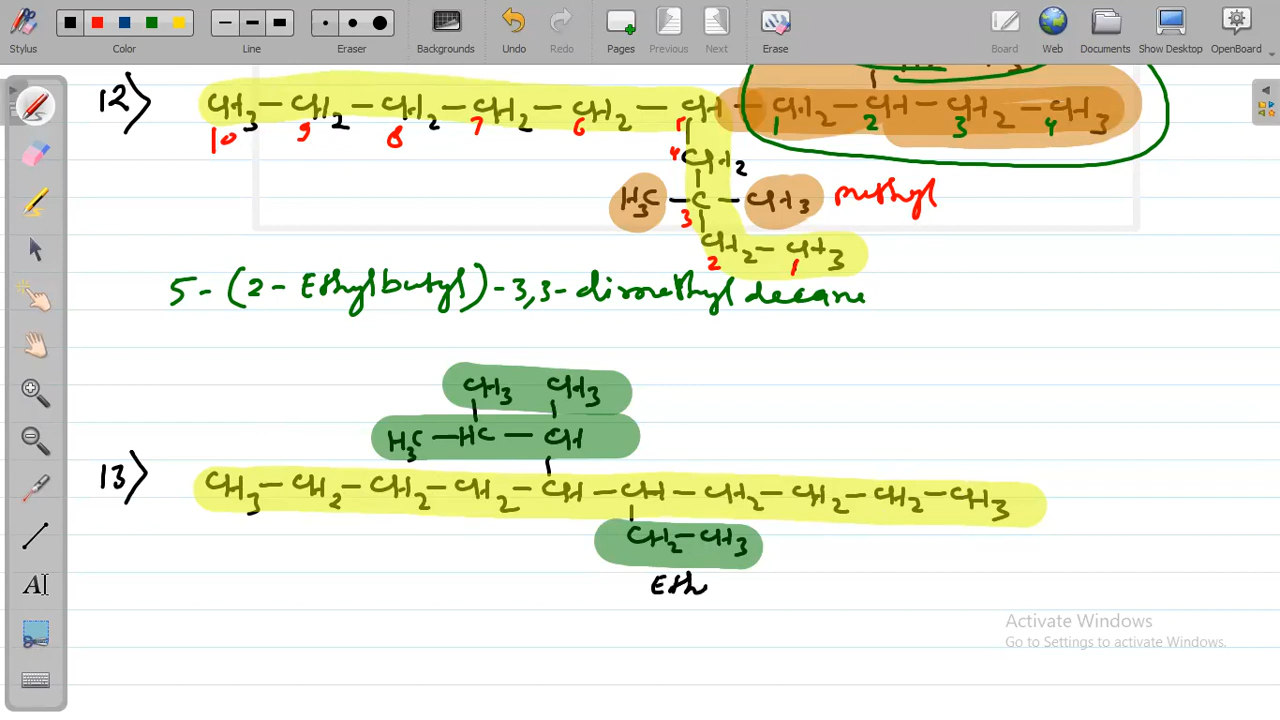 Stylus Color Line Eraser Backgrounds Undo Redo Pages Previous Next Erase Board Web Documents Show Desktop OpenBoard
12) CH3 — CH2 — CH2 — CH2 — CH2 — CH — CH2 — CH — CH2 — CH3
10 9 8 7 6 5 1 2 3 4
4 CH2
H3C — C — CH3 methyl
3
CH2 — CH3
2 1
5 - (2 - Ethylbutyl) - 3,3 - dimethyl decane
CH3 CH3
H3C — HC — CH
13) CH3 — CH2 — CH2 — CH2 — CH — CH — CH2 — CH2 — CH2 — CH3
CH2 — CH3
Eth
Activate Windows
Go to Settings to activate Windows.